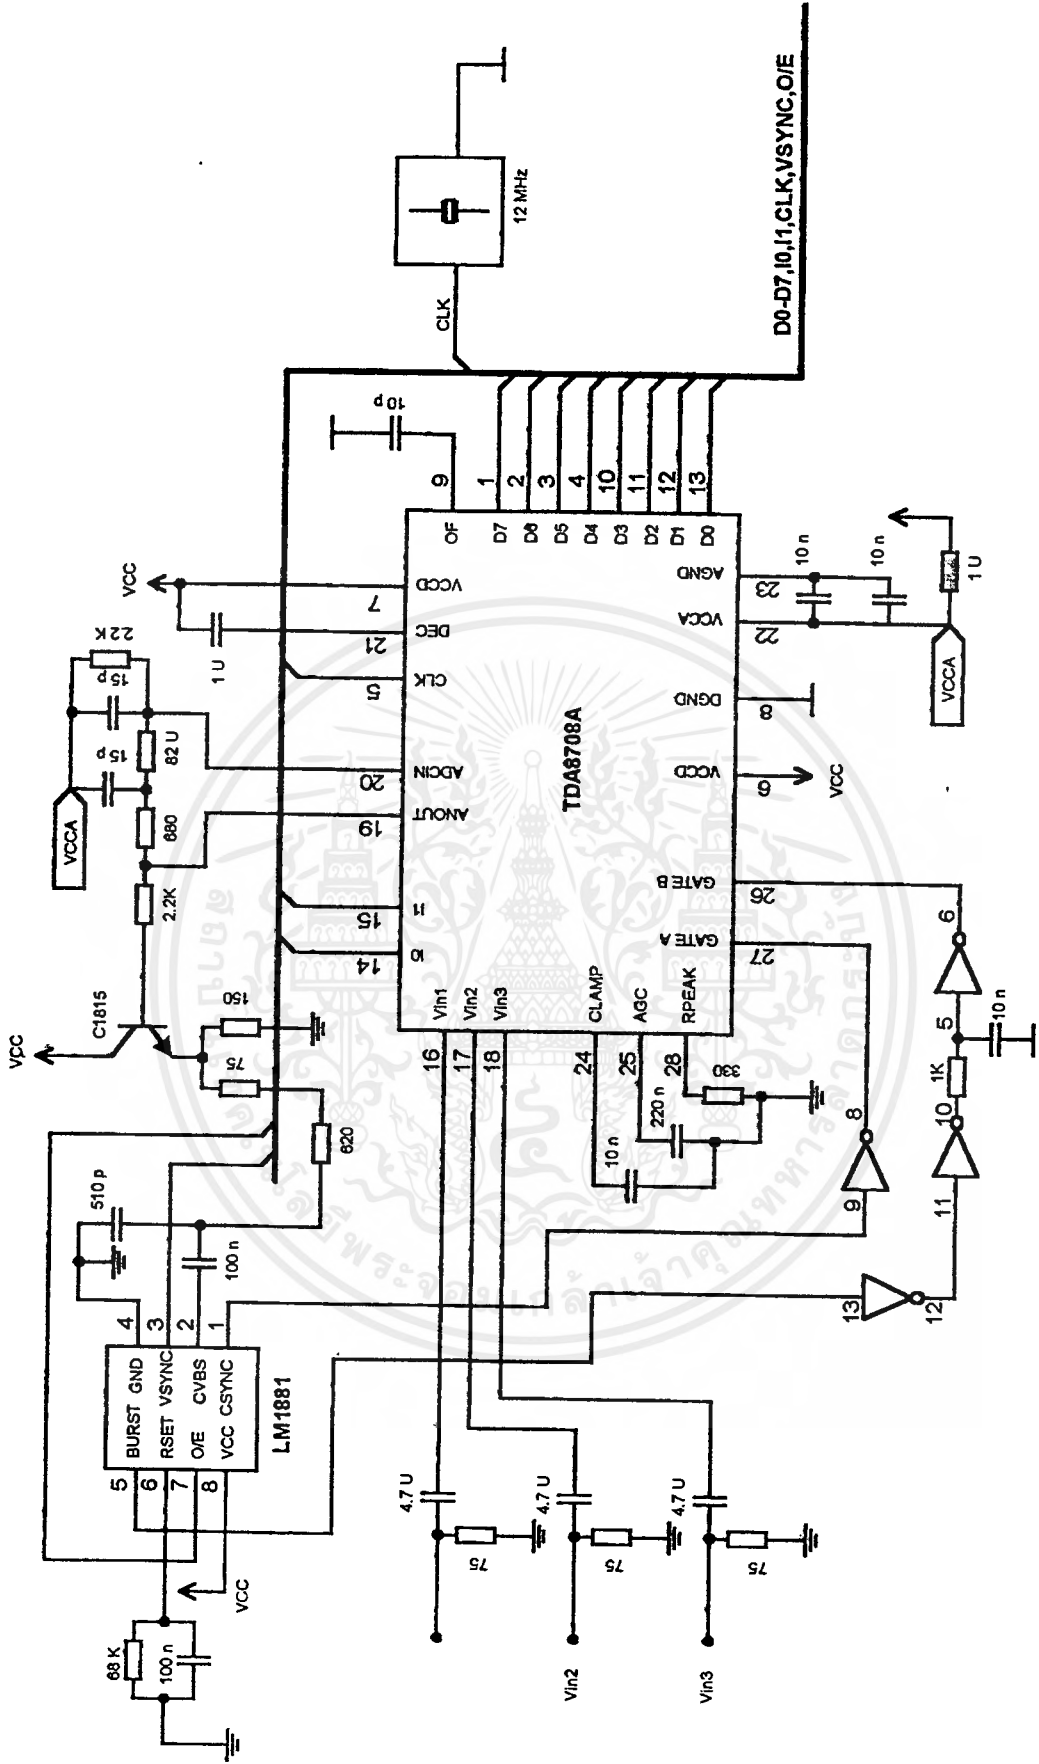 VCC
C1815
2.2K
680
82 U
15 p
15 p
2.2 K
VCCA
VCC
1 U
150
75
620
510 p
100 n
4
3
2
1
BURST GND
RSET VSYNC
O/E CVBS
VCC CSYNC
LM1881
5
6
7
8
68 K
100 n
VCC
10 p
CLK
12 MHz
D0-D7,I0,I1,CLK,VSYNC,O/E
9
1
2
3
4
10
11
12
13
OF
D7
D6
D5
D4
D3
D2
D1
D0
7
21
5
20
19
15
14
VCCD
DEC
CLK
ADCIN
ANOUT
I1
I0
TDA8708A
AGND
VCCA
DGND
VCCD
GATE B
GATE A
23
22
8
6
26
27
10 n
10 n
1 U
VCCA
VCC
Vin1
Vin2
Vin3
CLAMP
AGC
RPEAK
16
17
18
24
25
28
10 n
220 n
330
9
8
13
12
11
10
1K
5
6
10 n
4.7 U
4.7 U
4.7 U
75
75
75
Vin2
Vin3